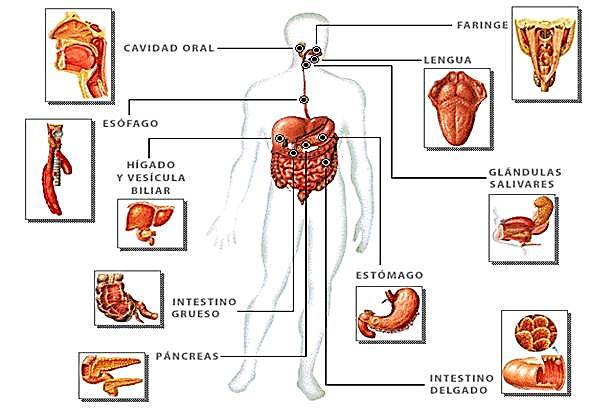 FARINGE
CAVIDAD ORAL
LENGUA
ESÓFAGO
HÍGADO
Y VESÍCULA
BILIAR
GLÁNDULAS
SALIVARES
ESTÓMAGO
INTESTINO
GRUESO
PÁNCREAS
INTESTINO
DELGADO